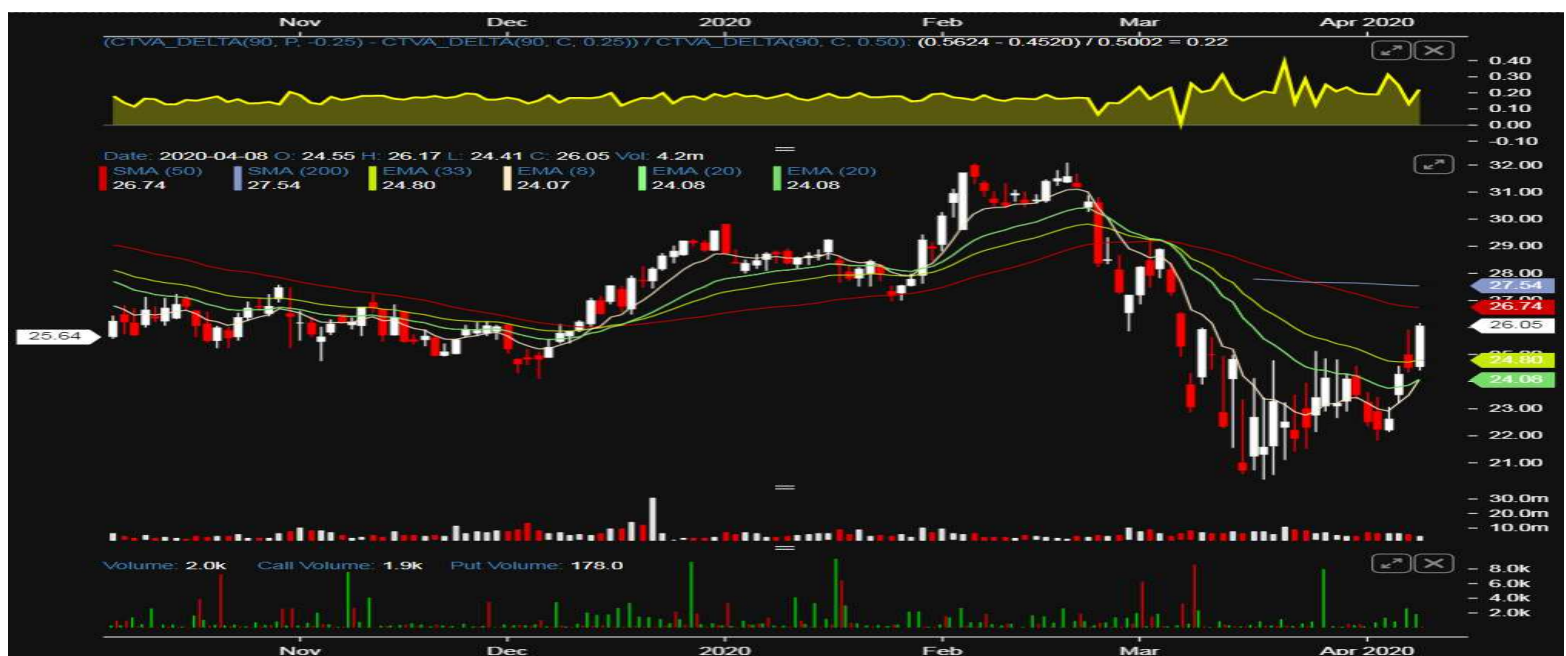 Nov Dec 2020 Feb Mar Apr 2020
(CTVA_DELTA(90, P, -0.25) - CTVA_DELTA(90, C, 0.25)) / CTVA_DELTA(90, C, 0.50): (0.5624 - 0.4520) / 0.5002 = 0.22
0.40
0.30
0.20
0.10
0.00
-0.10
Date: 2020-04-08 O: 24.55 H: 26.17 L: 24.41 C: 26.05 Vol: 4.2m
SMA (50) SMA (200) EMA (33) EMA (8) EMA (20) EMA (20)
26.74 27.54 24.80 24.07 24.08 24.08
32.00
31.00
30.00
29.00
28.00
27.54
26.74
26.05
25.64
24.80
24.08
23.00
22.00
21.00
30.0m
20.0m
10.0m
Volume: 2.0k Call Volume: 1.9k Put Volume: 178.0
8.0k
6.0k
4.0k
2.0k
Nov Dec 2020 Feb Mar Apr 2020